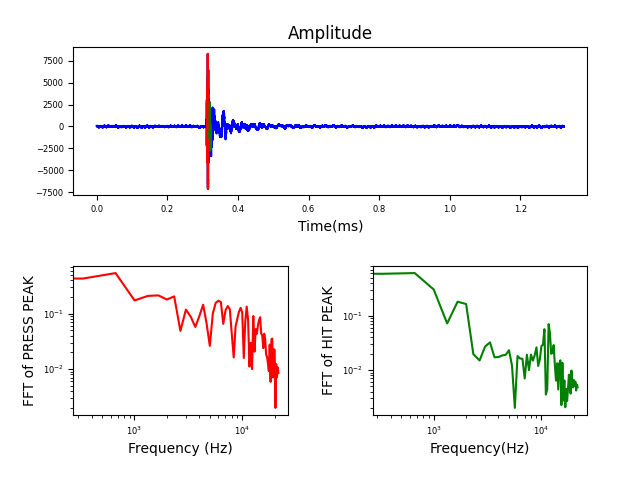 Amplitude
7500
5000
2500
0
−2500
−5000
−7500
0.0 0.2 0.4 0.6 0.8 1.0 1.2
Time(ms)
FFT of PRESS PEAK
10⁻¹
10⁻²
10³ 10⁴
Frequency (Hz)
FFT of HIT PEAK
10⁻¹
10⁻²
10³ 10⁴
Frequency(Hz)